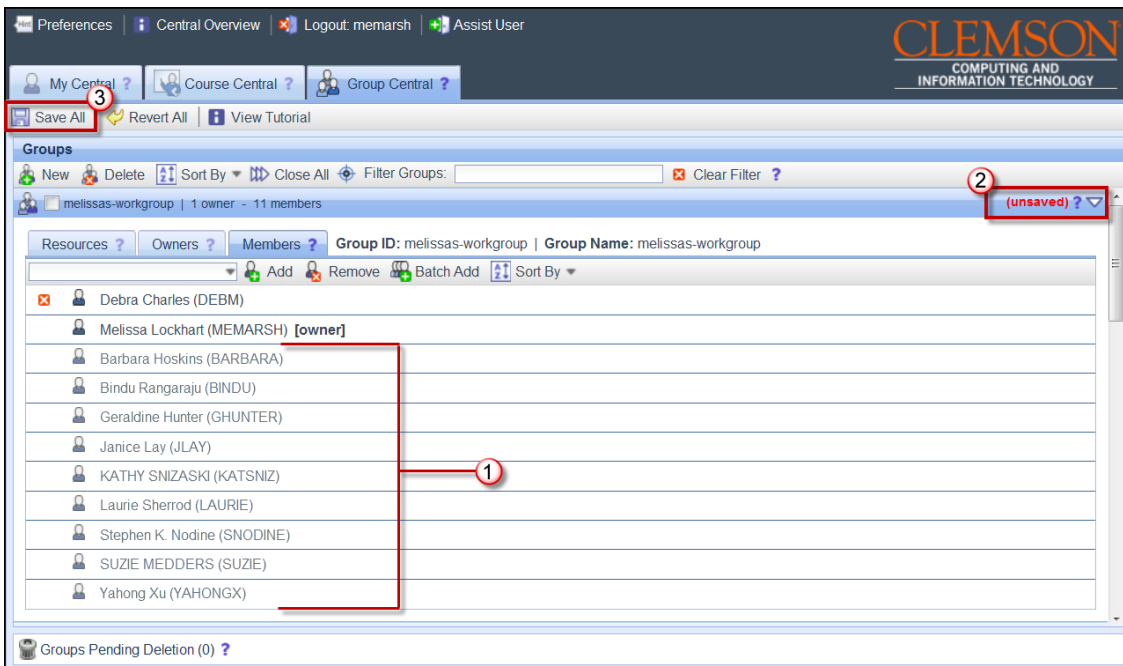 Hint Preferences | Central Overview | Logout: memarsh | Assist User
CLEMSON
COMPUTING AND
INFORMATION TECHNOLOGY
My Central ? Course Central ? Group Central ?
3
Save All Revert All | View Tutorial
Groups
New Delete Sort By Close All Filter Groups: Clear Filter ?
2
melissas-workgroup | 1 owner - 11 members (unsaved) ?
Resources ? Owners ? Members ? Group ID: melissas-workgroup | Group Name: melissas-workgroup
Add Remove Batch Add Sort By
Debra Charles (DEBM)
Melissa Lockhart (MEMARSH) [owner]
Barbara Hoskins (BARBARA)
Bindu Rangaraju (BINDU)
Geraldine Hunter (GHUNTER)
Janice Lay (JLAY)
KATHY SNIZASKI (KATSNIZ)
1
Laurie Sherrod (LAURIE)
Stephen K. Nodine (SNODINE)
SUZIE MEDDERS (SUZIE)
Yahong Xu (YAHONGX)
Groups Pending Deletion (0) ?